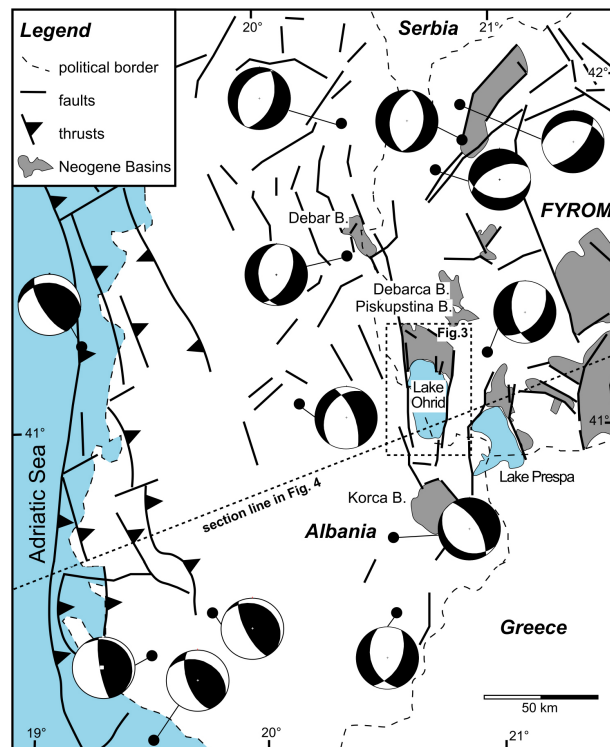 20°
21°
Legend
Serbia
42°
political border
faults
thrusts
Neogene Basins
FYROM
Debar B.
Debarca B.
Piskupstina B.
Fig.3
Lake
Ohrid
41°
41°
Lake Prespa
Adriatic Sea
section line in Fig. 4
Korca B.
Albania
Greece
50 km
19°
20°
21°